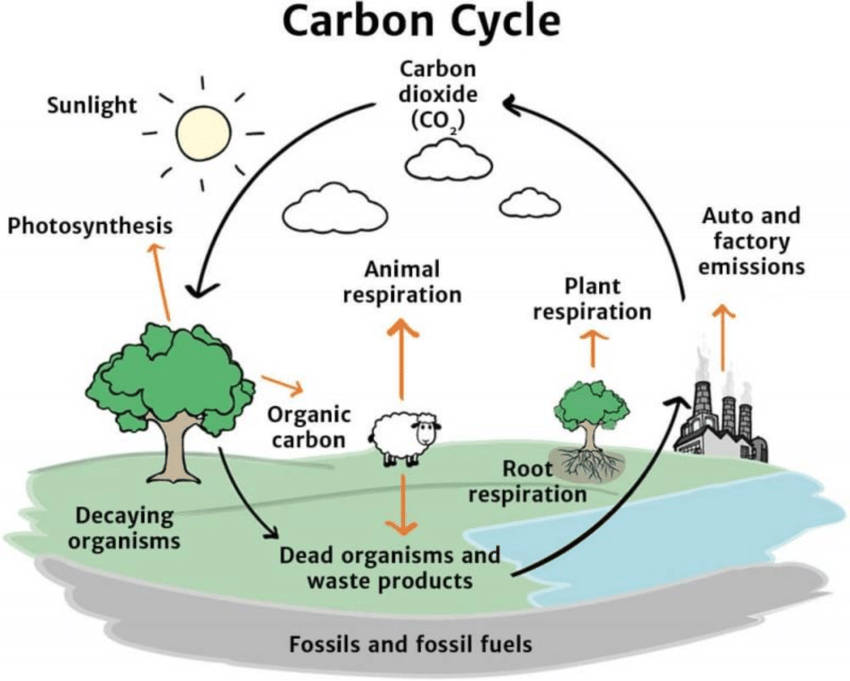 Carbon Cycle
Carbon
dioxide
(CO₂)
Sunlight
Photosynthesis
Animal
respiration
Plant
respiration
Auto and
factory
emissions
Organic
carbon
Root
respiration
Decaying
organisms
Dead organisms and
waste products
Fossils and fossil fuels